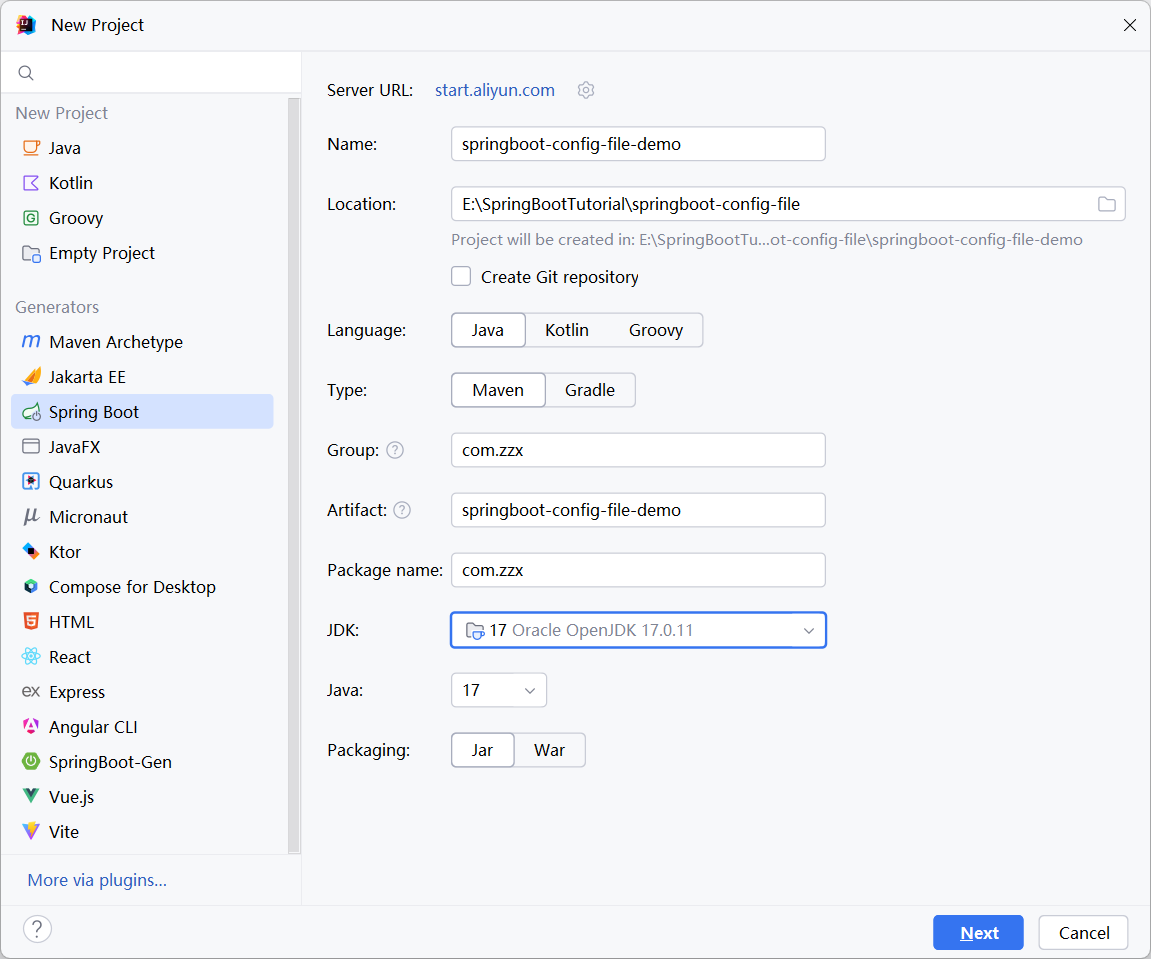 New Project
New Project
Java
Kotlin
Groovy
Empty Project
Generators
Maven Archetype
Jakarta EE
Spring Boot
JavaFX
Quarkus
Micronaut
Ktor
Compose for Desktop
HTML
React
Express
Angular CLI
SpringBoot-Gen
Vue.js
Vite
More via plugins...
Server URL: start.aliyun.com
Name: springboot-config-file-demo
Location: E:\SpringBootTutorial\springboot-config-file
Project will be created in: E:\SpringBootTu...ot-config-file\springboot-config-file-demo
Create Git repository
Language: Java Kotlin Groovy
Type: Maven Gradle
Group: ? com.zzx
Artifact: ? springboot-config-file-demo
Package name: com.zzx
JDK: 17 Oracle OpenJDK 17.0.11
Java: 17
Packaging: Jar War
? Next Cancel